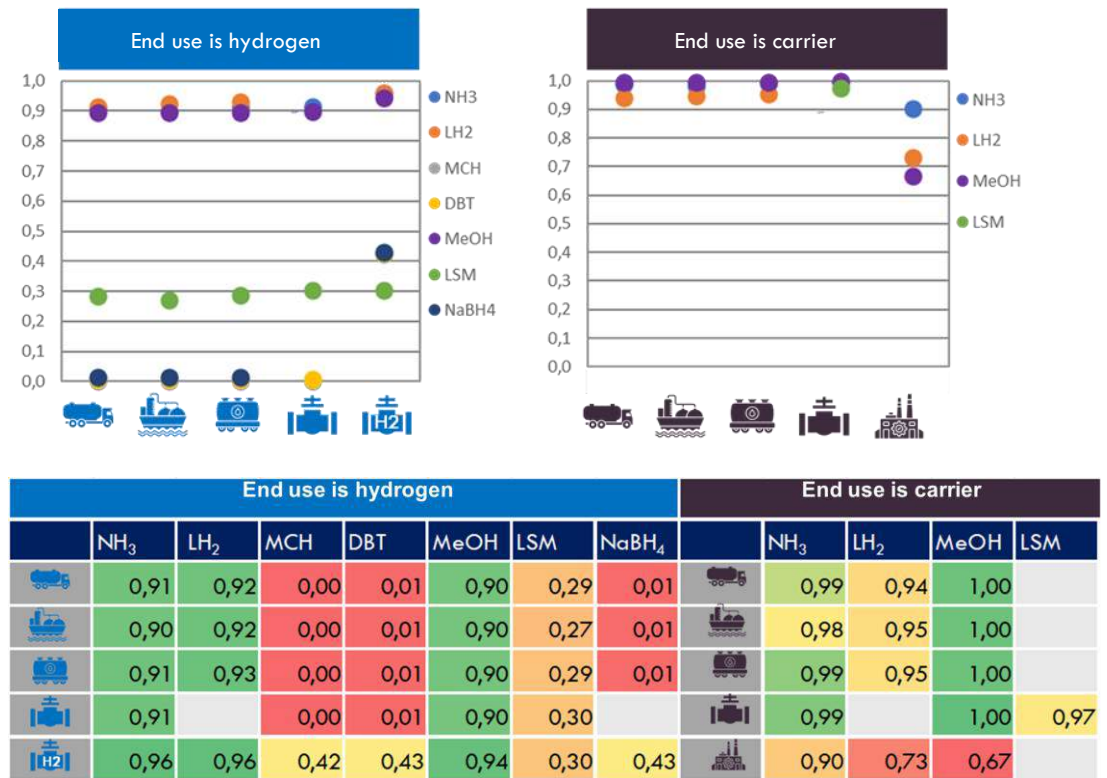 End use is hydrogen
1,0
0,9
0,8
0,7
0,6
0,5
0,4
0,3
0,2
0,1
0,0
NH3
LH2
MCH
DBT
MeOH
LSM
NaBH4
H2
End use is carrier
1,0
0,9
0,8
0,7
0,6
0,5
0,4
0,3
0,2
0,1
0,0
NH3
LH2
MeOH
LSM
End use is hydrogen End use is carrier
NH₃ LH₂ MCH DBT MeOH LSM NaBH₄ NH₃ LH₂ MeOH LSM
0,91 0,92 0,00 0,01 0,90 0,29 0,01 0,99 0,94 1,00
0,90 0,92 0,00 0,01 0,90 0,27 0,01 0,98 0,95 1,00
0,91 0,93 0,00 0,01 0,90 0,29 0,01 0,99 0,95 1,00
0,91 0,00 0,01 0,90 0,30 0,99 1,00 0,97
H2 0,96 0,96 0,42 0,43 0,94 0,30 0,43 0,90 0,73 0,67